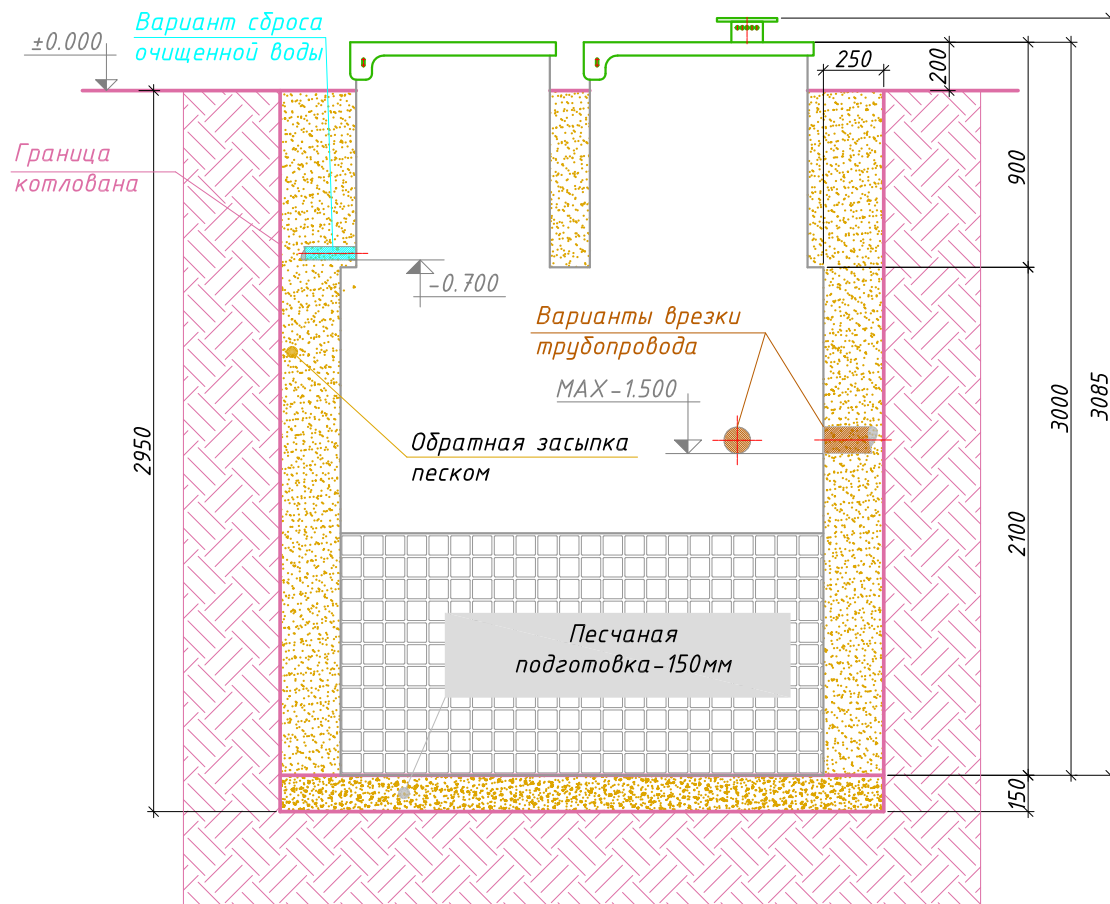 Вариант сброса
очищенной воды
±0.000
250
200
Граница
котлована
900
-0.700
Варианты врезки
трубопровода
MAX-1.500
3000
3085
2950
Обратная засыпка
песком
2100
Песчаная
подготовка-150мм
150